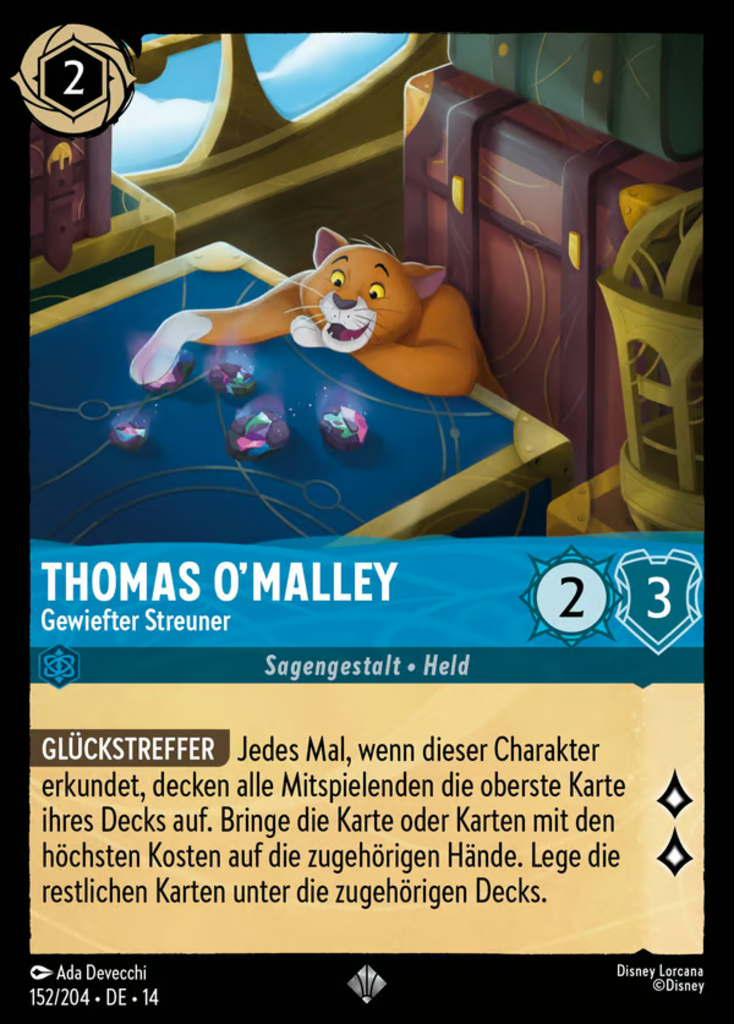 2
THOMAS O'MALLEY
Gewiefter Streuner
2
3
Sagengestalt • Held
GLÜCKSTREFFER Jedes Mal, wenn dieser Charakter
erkundet, decken alle Mitspielenden die oberste Karte
ihres Decks auf. Bringe die Karte oder Karten mit den
höchsten Kosten auf die zugehörigen Hände. Lege die
restlichen Karten unter die zugehörigen Decks.
Ada Devecchi
152/204 • DE • 14
Disney Lorcana
©Disney